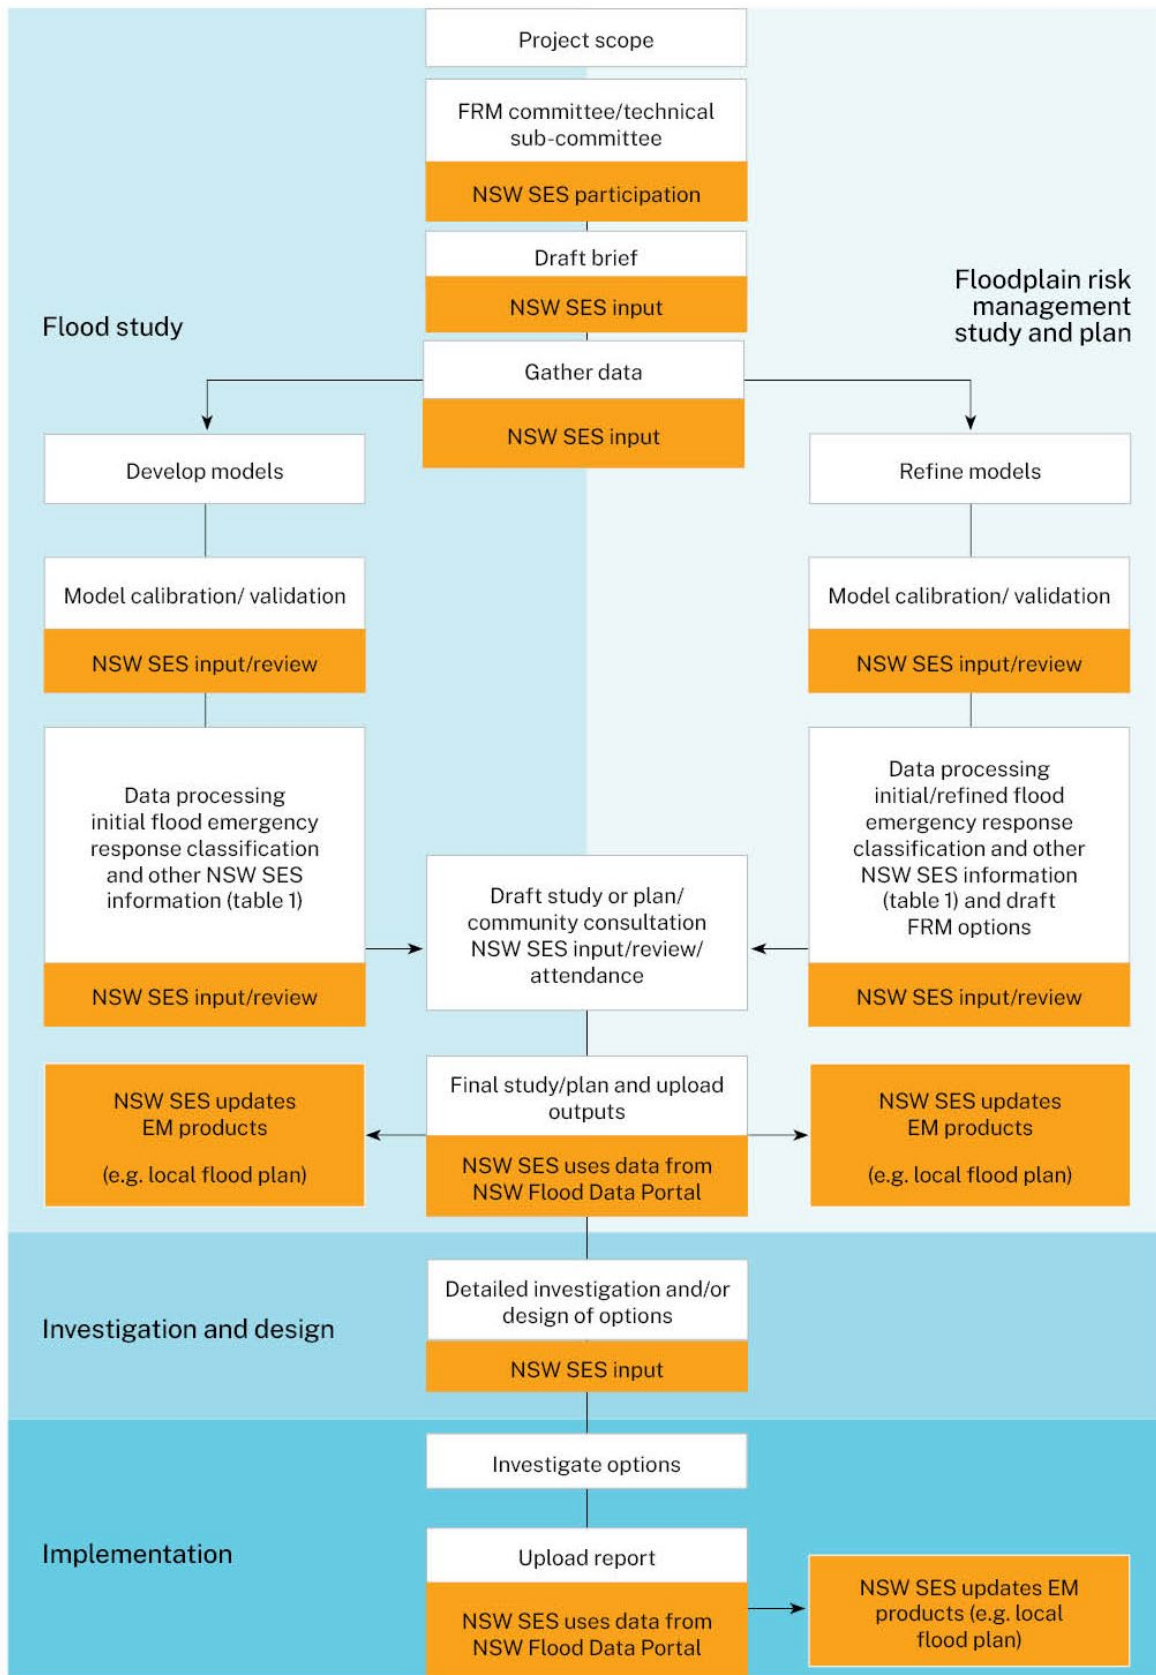 Project scope
FRM committee/technical
sub-committee
NSW SES participation
Draft brief
NSW SES input
Flood study
Floodplain risk
management
study and plan
Gather data
NSW SES input
Develop models
Refine models
Model calibration/ validation
NSW SES input/review
Model calibration/ validation
NSW SES input/review
Data processing
initial flood emergency
response classification
and other NSW SES
information (table 1)
NSW SES input/review
Data processing
initial/refined flood
emergency response
classification and other
NSW SES information
(table 1) and draft
FRM options
NSW SES input/review
Draft study or plan/
community consultation
NSW SES input/review/
attendance
NSW SES updates
EM products
(e.g. local flood plan)
Final study/plan and upload
outputs
NSW SES uses data from
NSW Flood Data Portal
NSW SES updates
EM products
(e.g. local flood plan)
Investigation and design
Detailed investigation and/or
design of options
NSW SES input
Implementation
Investigate options
Upload report
NSW SES uses data from
NSW Flood Data Portal
NSW SES updates EM
products (e.g. local
flood plan)